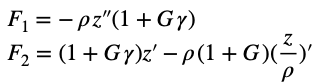 F₁ = − ρz″(1 + Gγ)
F₂ = (1 + Gγ)z′ − ρ(1 + G)(z/ρ)′